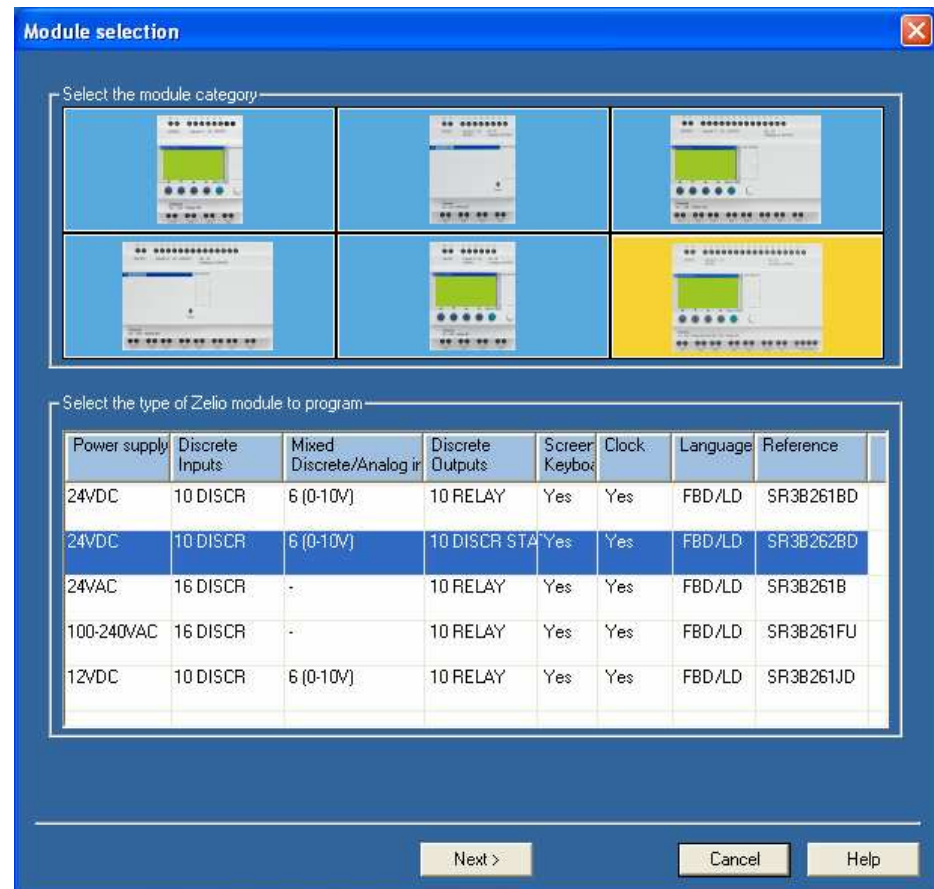 Module selection
Select the module category
Select the type of Zelio module to program
Power supply Discrete Inputs Mixed Discrete/Analog in Discrete Outputs Screen Keyboa Clock Language Reference
24VDC 10 DISCR 6 (0-10V) 10 RELAY Yes Yes FBD/LD SR3B261BD
24VDC 10 DISCR 6 (0-10V) 10 DISCR STA Yes Yes FBD/LD SR3B262BD
24VAC 16 DISCR - 10 RELAY Yes Yes FBD/LD SR3B261B
100-240VAC 16 DISCR - 10 RELAY Yes Yes FBD/LD SR3B261FU
12VDC 10 DISCR 6 (0-10V) 10 RELAY Yes Yes FBD/LD SR3B261JD
Next > Cancel Help